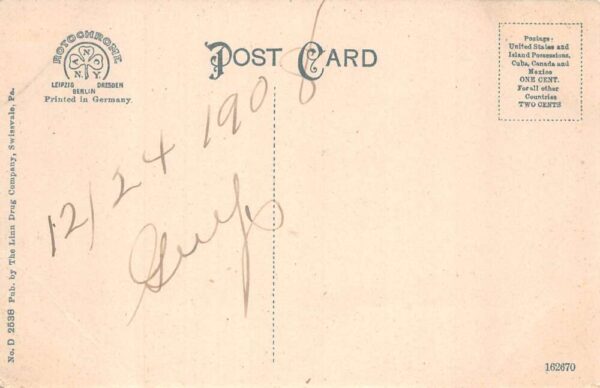 ROTOCHROME
A N C
N. Y.
LEIPZIG DRESDEN
BERLIN
Printed in Germany.
POST CARD
Postage:
United States and
Island Possessions,
Cuba, Canada and
Mexico
ONE CENT.
For all other
Countries
TWO CENTS
12/24 1908
No. D 2538 Pub. by The Linn Drug Company, Swissvale, Pa.
162670